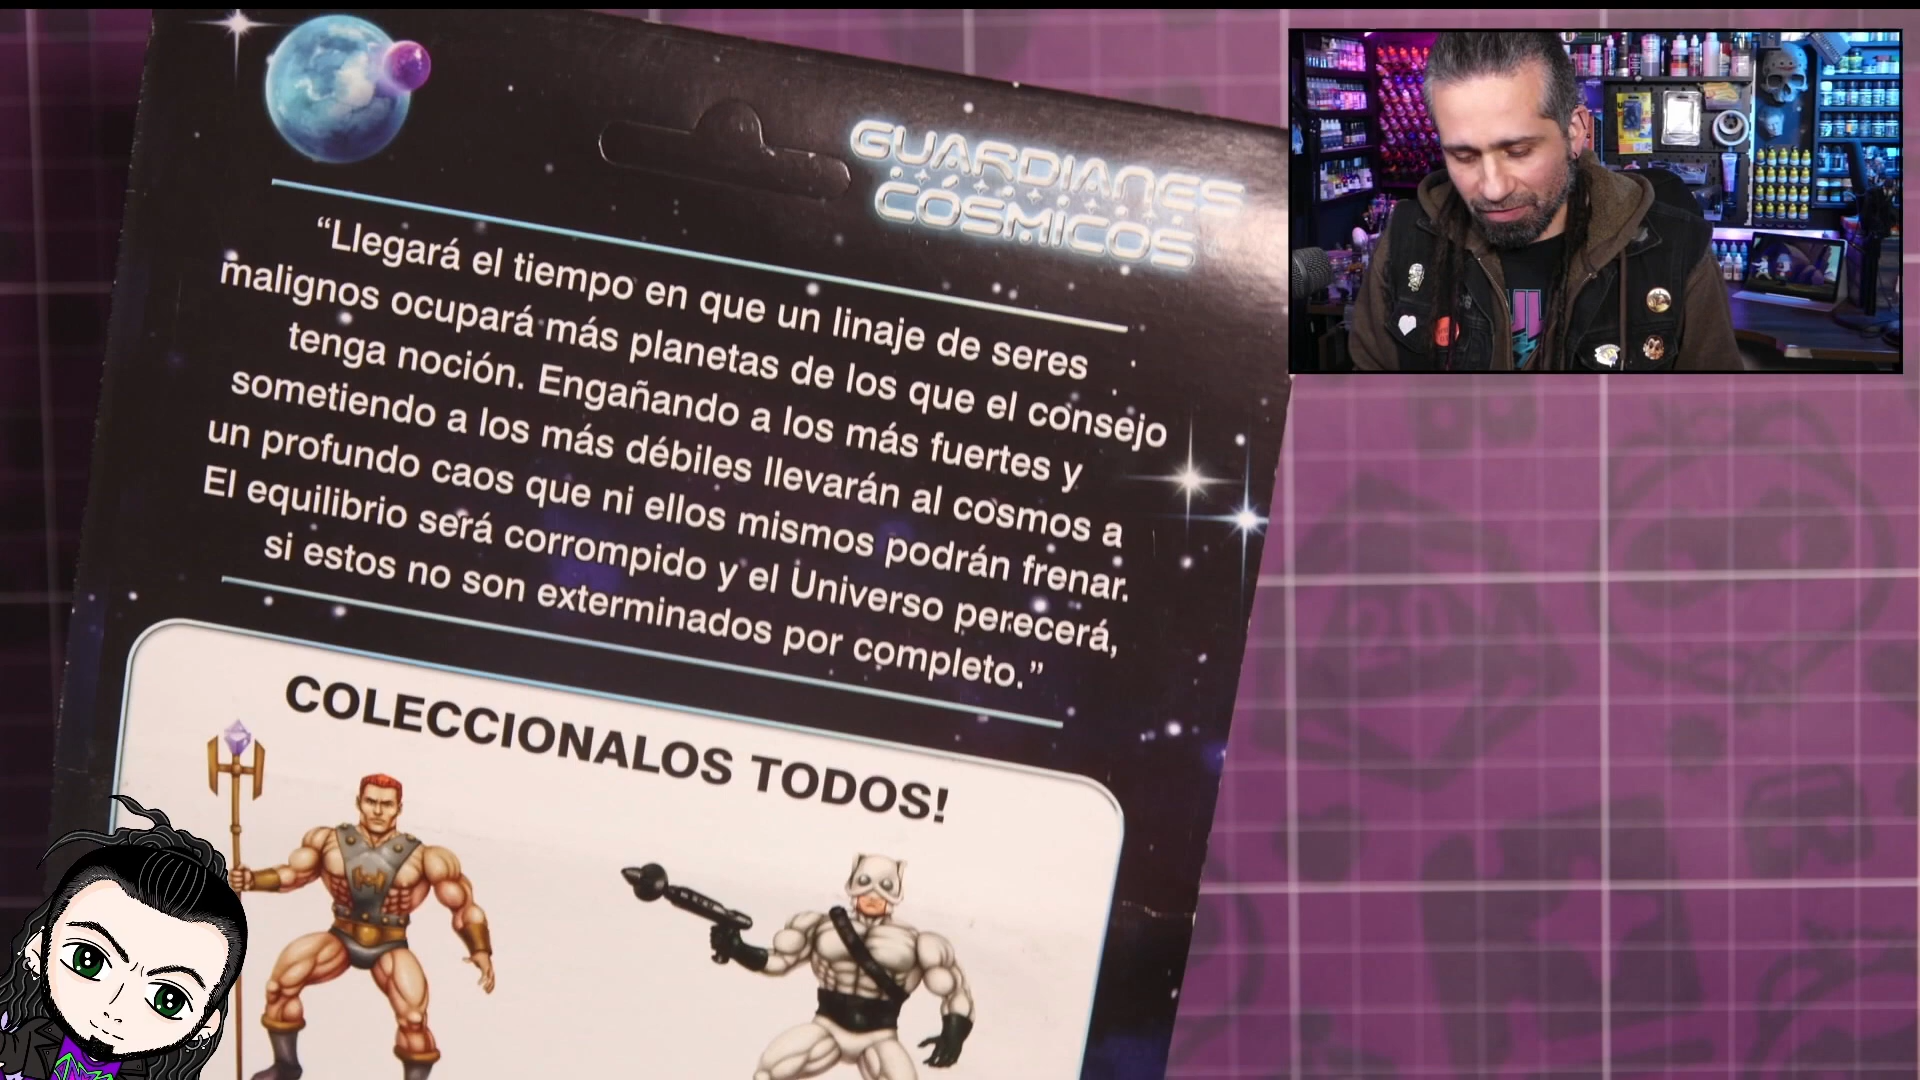 GUARDIANES
CÓSMICOS
“Llegará el tiempo en que un linaje de seres
malignos ocupará más planetas de los que el consejo
tenga noción. Engañando a los más fuertes y
sometiendo a los más débiles llevarán al cosmos a
un profundo caos que ni ellos mismos podrán frenar.
El equilibrio será corrompido y el Universo perecerá,
si estos no son exterminados por completo.”
COLECCIONALOS TODOS!